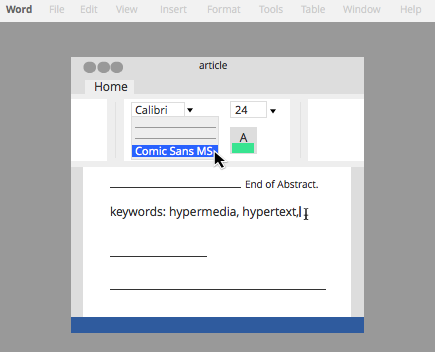 Word File Edit View Insert Format Tools Table Window Help
article
Home
Calibri 24
A
Comic Sans MS
End of Abstract.
keywords: hypermedia, hypertext,